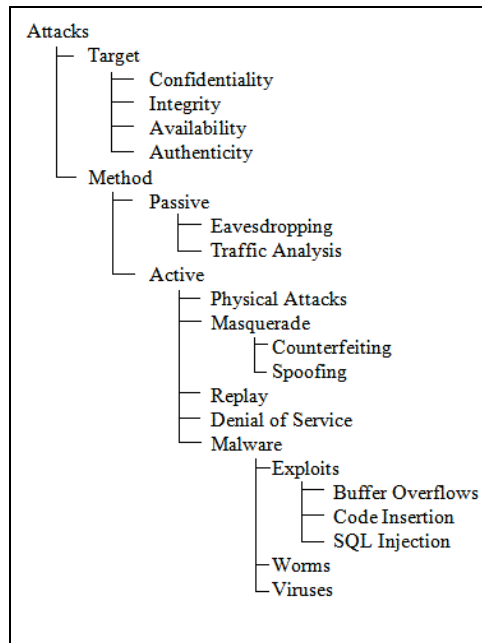 Attacks
Target
Confidentiality
Integrity
Availability
Authenticity
Method
Passive
Eavesdropping
Traffic Analysis
Active
Physical Attacks
Masquerade
Counterfeiting
Spoofing
Replay
Denial of Service
Malware
Exploits
Buffer Overflows
Code Insertion
SQL Injection
Worms
Viruses